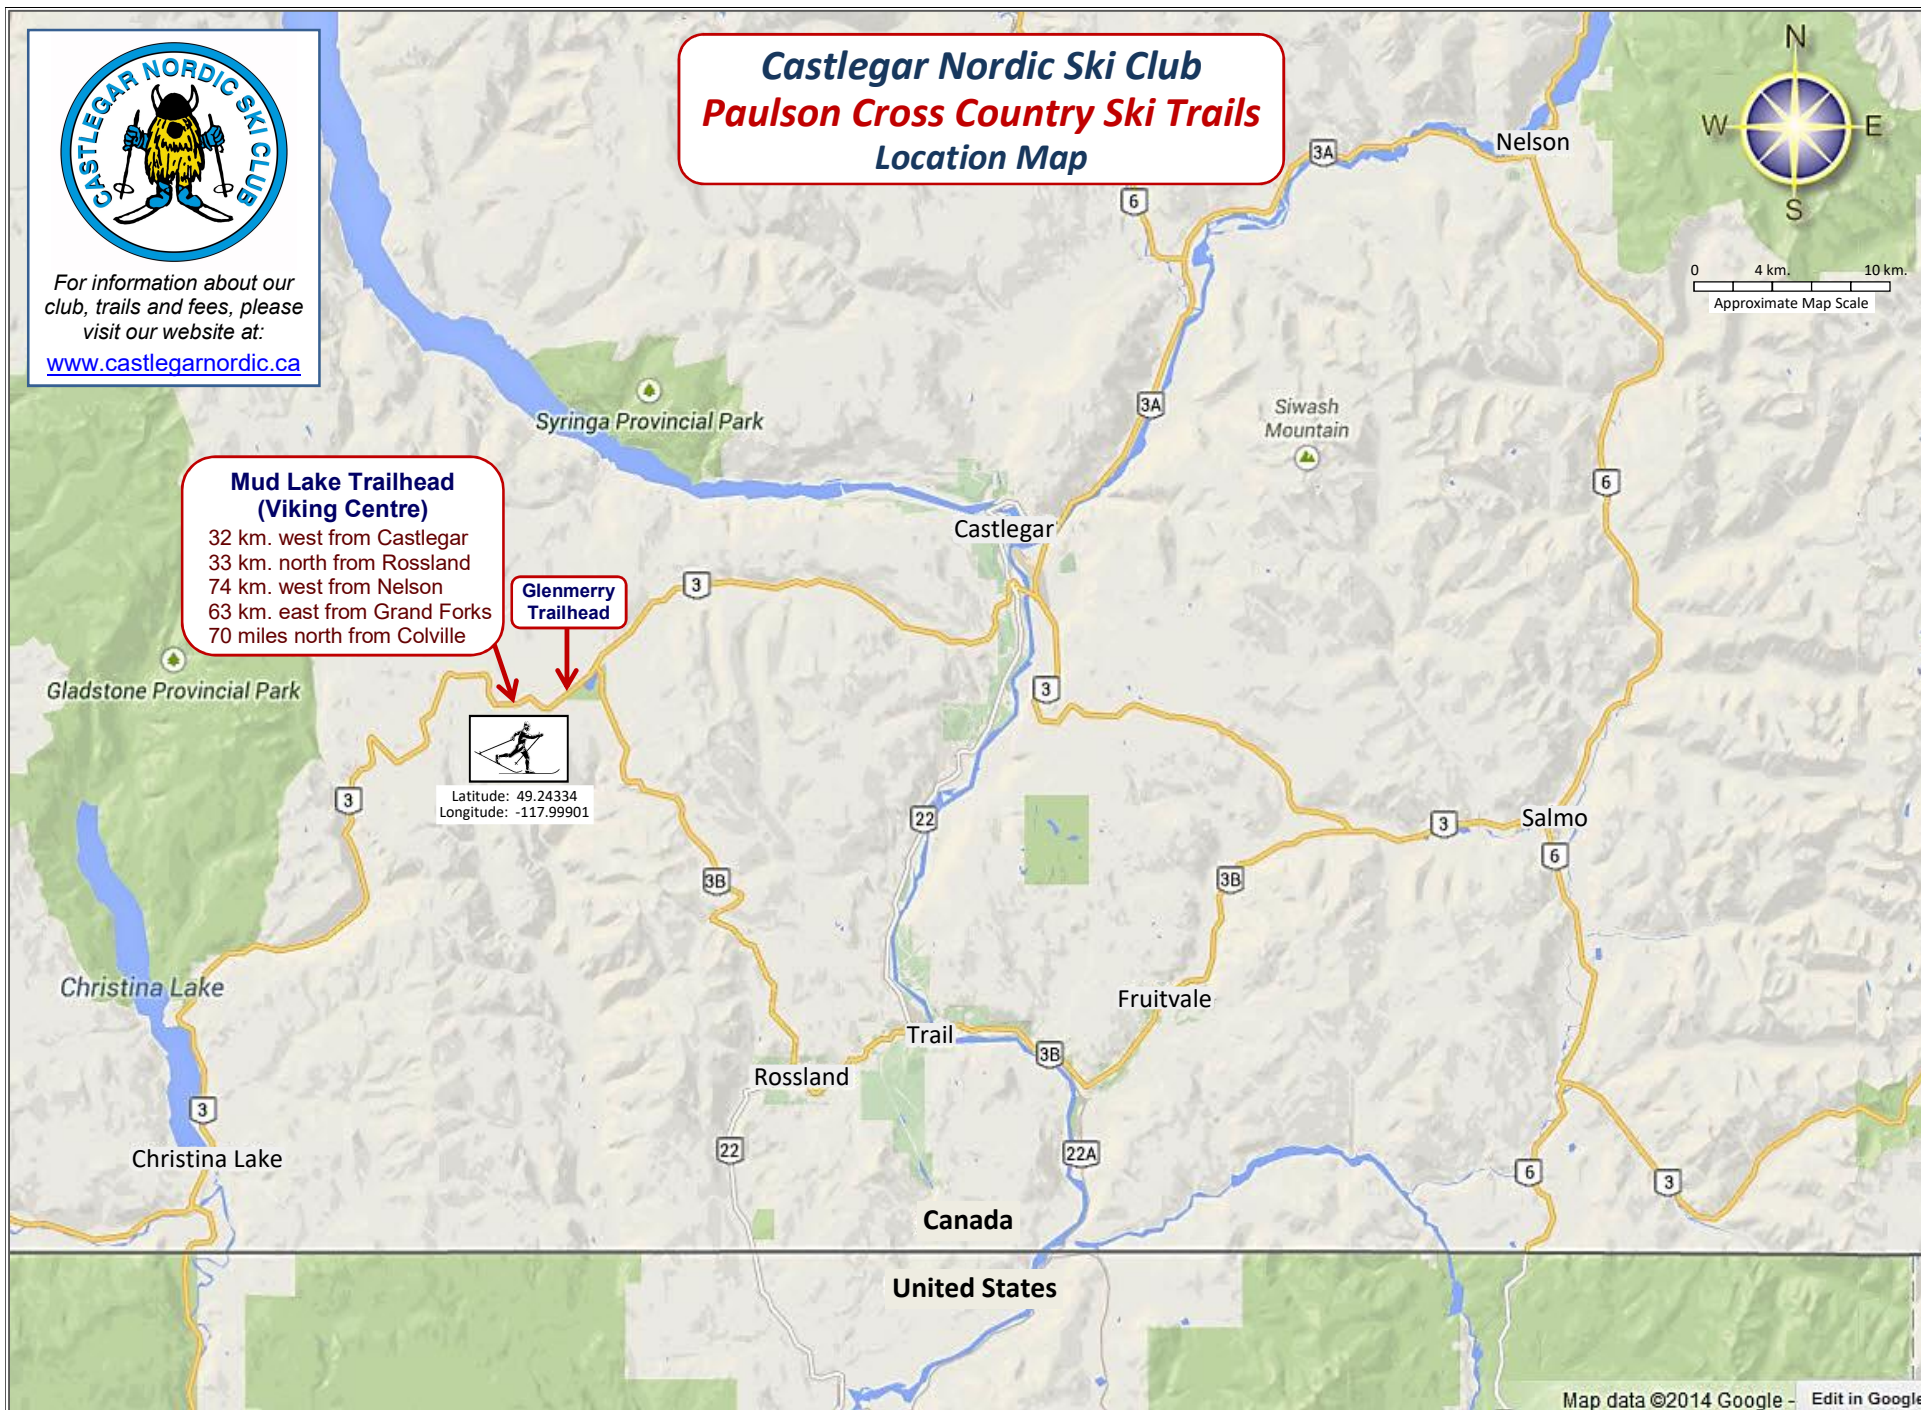 CASTLEGAR NORDIC SKI CLUB
For information about our
club, trails and fees, please
visit our website at:
www.castlegarnordic.ca
Castlegar Nordic Ski Club
Paulson Cross Country Ski Trails
Location Map
N
W
E
S
0 4 km. 10 km.
Approximate Map Scale
Nelson
3A
6
3A
Siwash
Mountain
Syringa Provincial Park
6
Mud Lake Trailhead
(Viking Centre)
32 km. west from Castlegar
33 km. north from Rossland
74 km. west from Nelson
63 km. east from Grand Forks
70 miles north from Colville
Glenmerry
Trailhead
Castlegar
3
3
Gladstone Provincial Park
Latitude: 49.24334
Longitude: -117.99901
3
22
3
Salmo
6
3B
3B
Christina Lake
Fruitvale
Trail
3B
Rossland
3
Christina Lake
22
22A
6
3
Canada
United States
Map data ©2014 Google -
Edit in Google